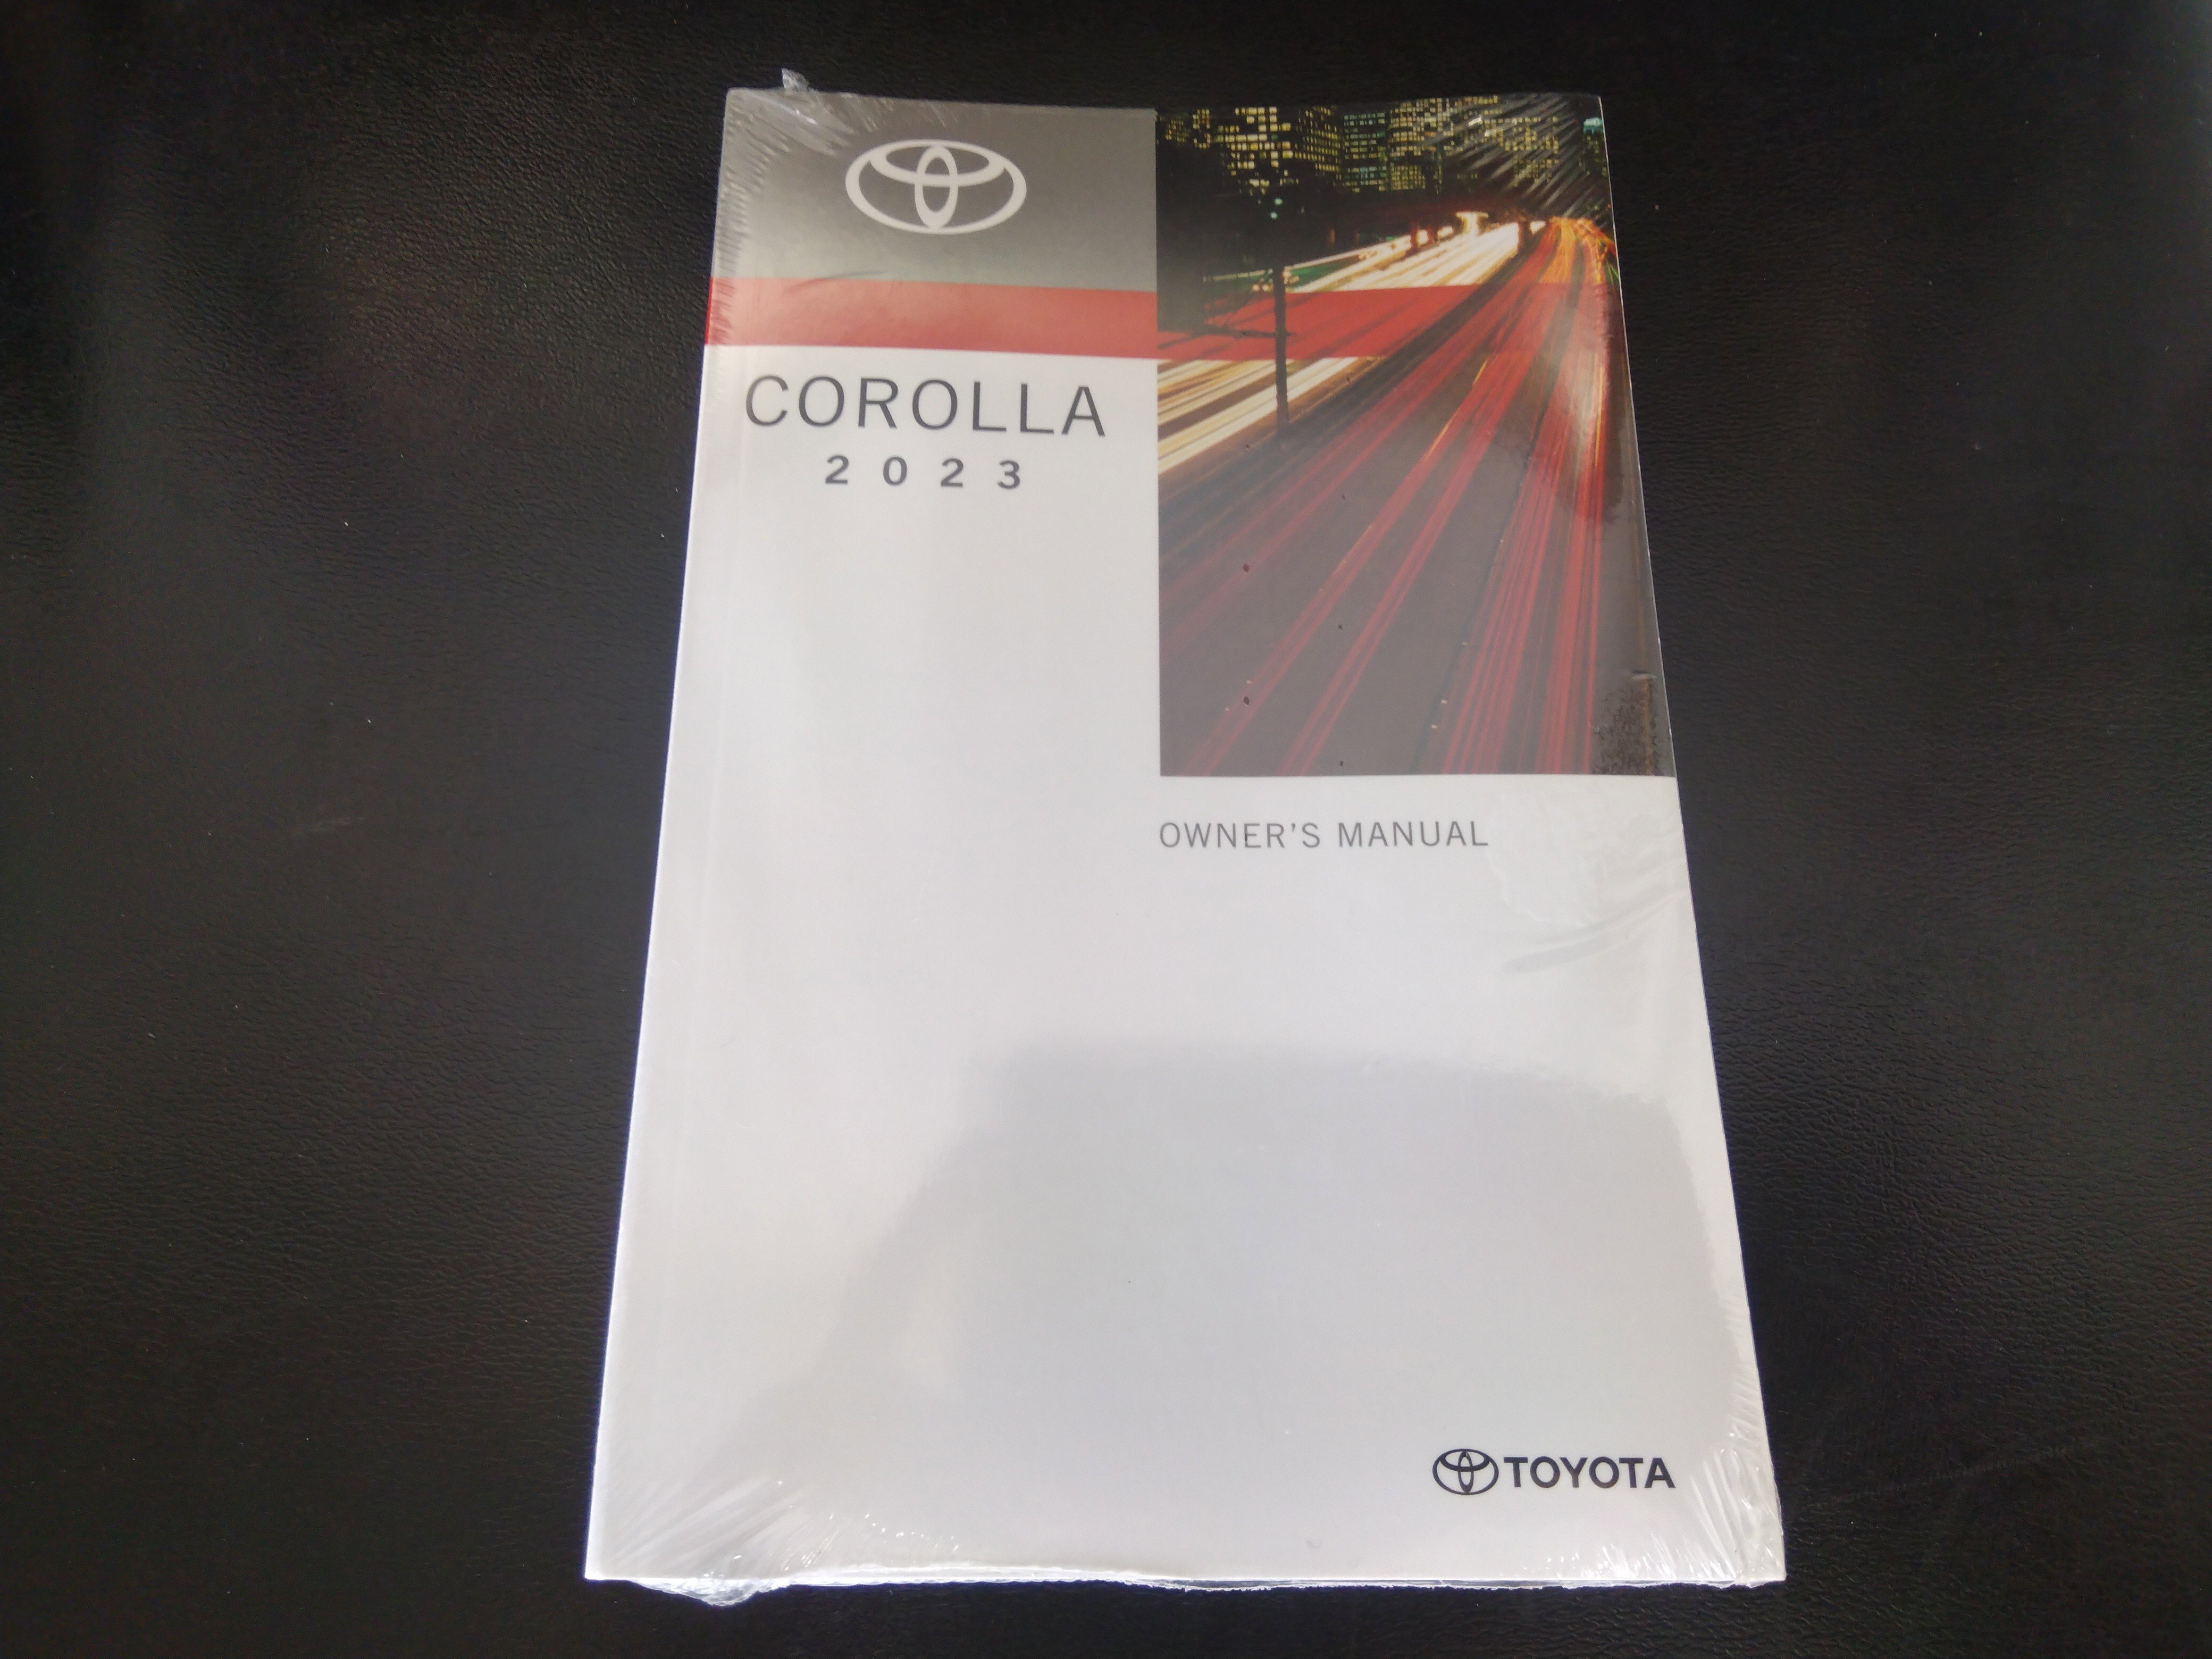 COROLLA
2023
OWNER'S MANUAL
TOYOTA